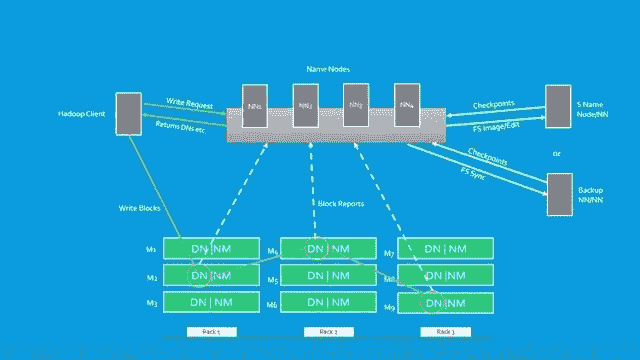 Name Nodes
NN1
NN2
NN3
NN4
Hadoop Client
Write Request
Returns DNs etc
Checkpoints
FS Image/Edit
S Name
Node/NN
or
Checkpoints
FS Sync
Backup
NN/NN
Write Blocks
Block Reports
M1
DN | NM
M4
DN | NM
M7
DN | NM
M2
DN | NM
M5
DN | NM
M8
DN | NM
M3
DN | NM
M6
DN | NM
M9
DN | NM
Rack 1
Rack 2
Rack 3